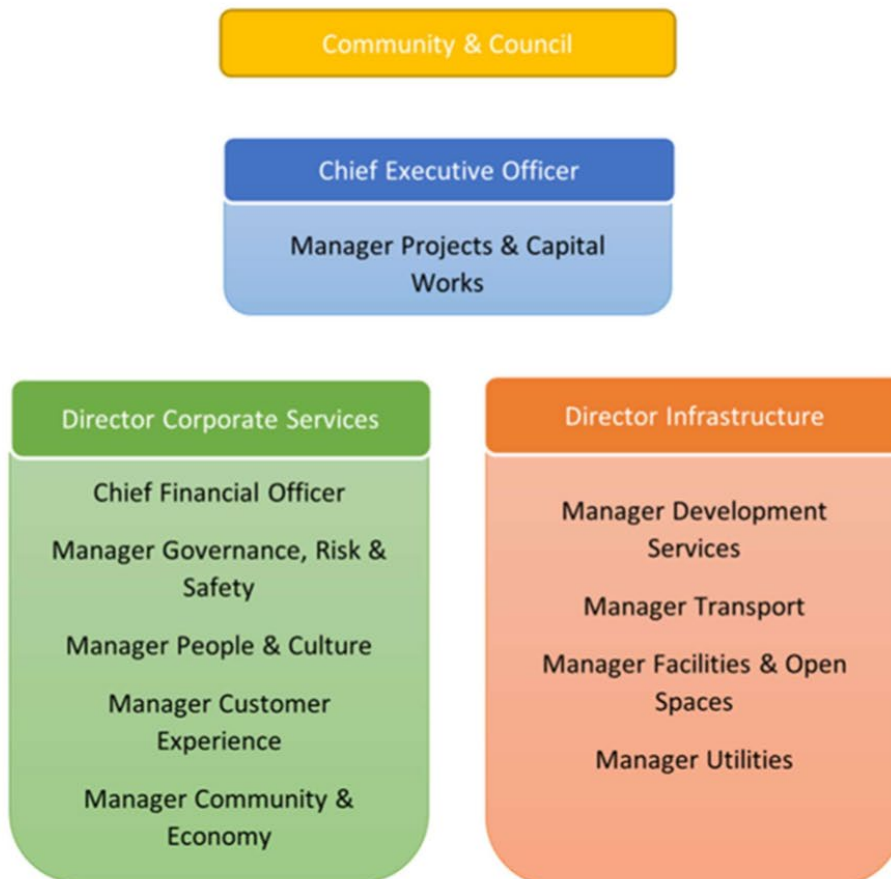 Community & Council
Chief Executive Officer
Manager Projects & Capital
Works
Director Corporate Services
Chief Financial Officer
Manager Governance, Risk &
Safety
Manager People & Culture
Manager Customer
Experience
Manager Community &
Economy
Director Infrastructure
Manager Development
Services
Manager Transport
Manager Facilities & Open
Spaces
Manager Utilities